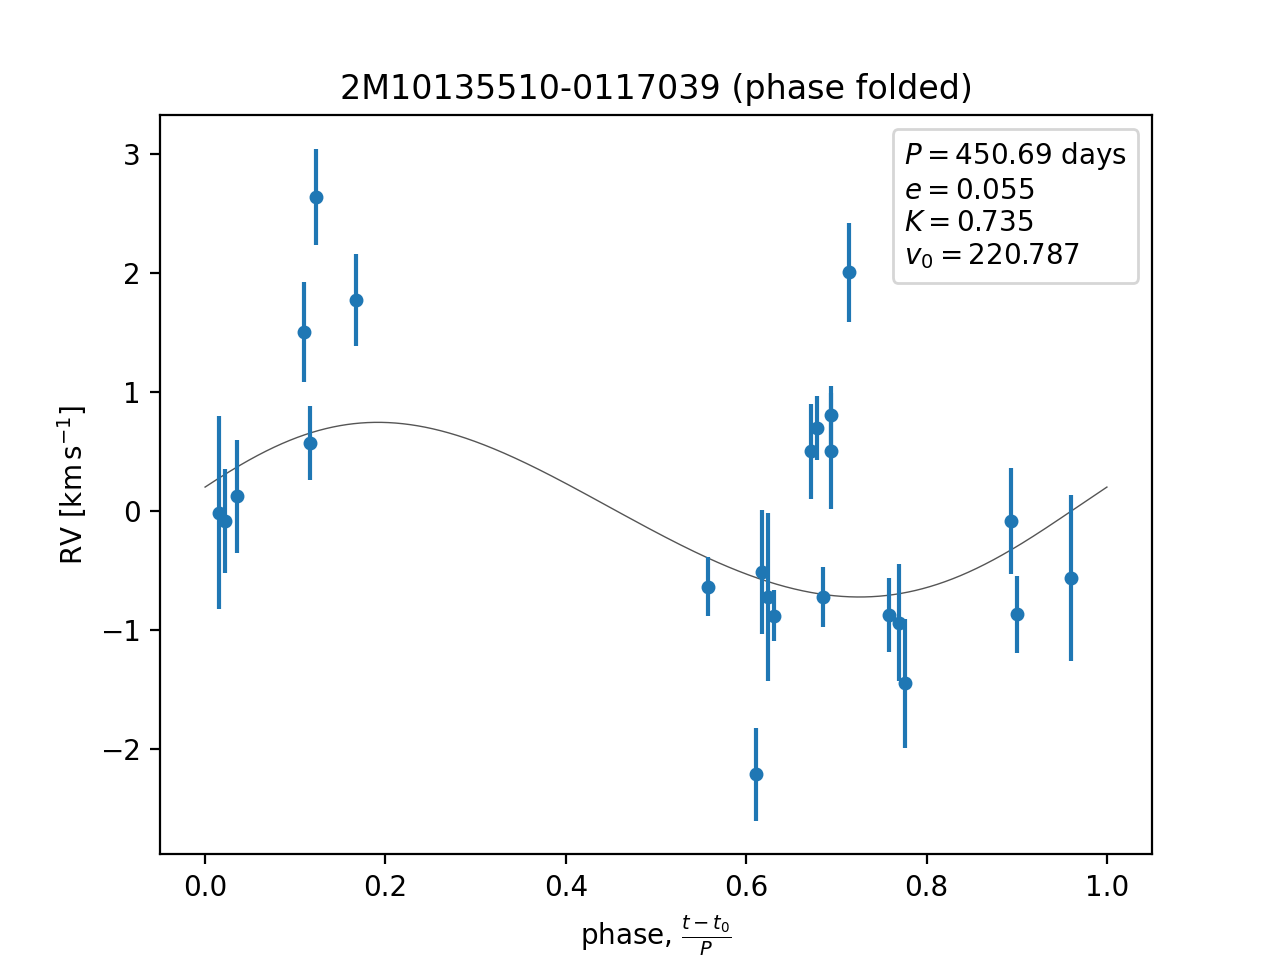 2M10135510-0117039 (phase folded)
P = 450.69 days
e = 0.055
K = 0.735
v₀ = 220.787
3
2
1
0
−1
−2
RV [km s⁻¹]
0.0 0.2 0.4 0.6 0.8 1.0
phase, (t − t₀)/P